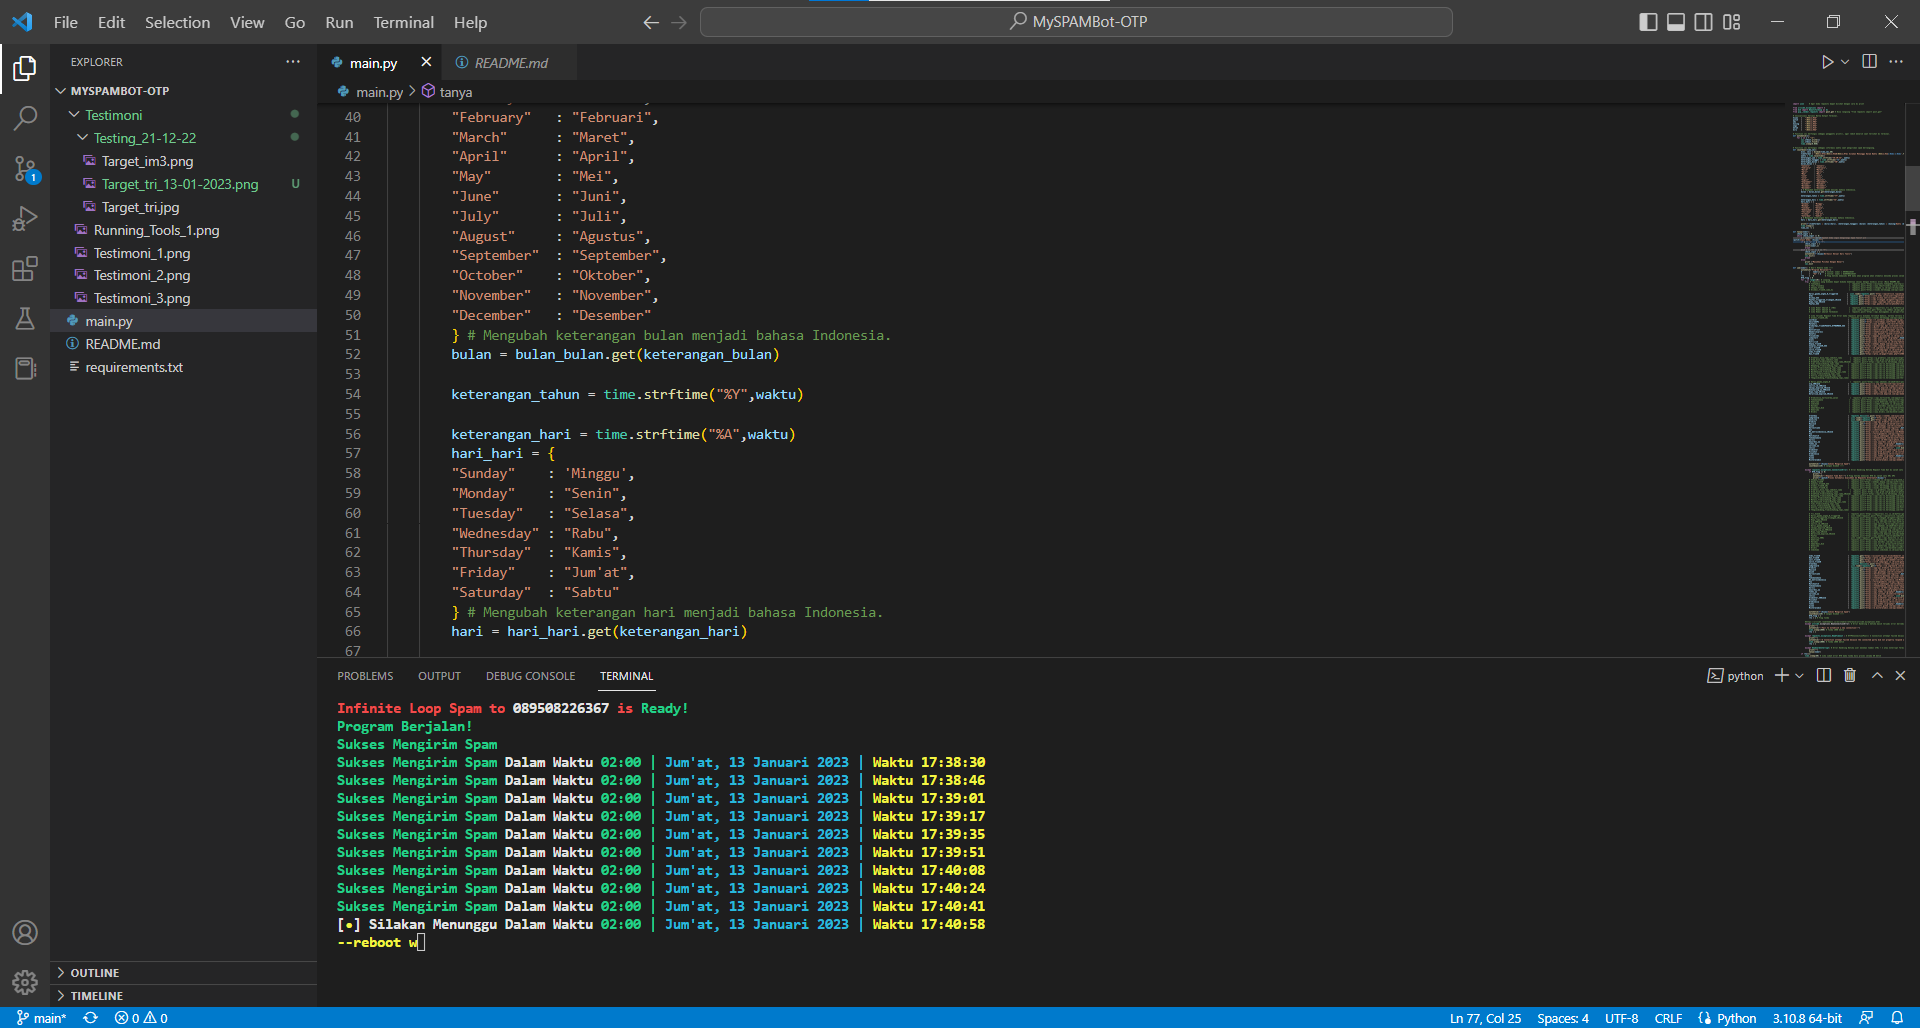 File Edit Selection View Go Run Terminal Help
MySPAMBot-OTP
EXPLORER
MYSPAMBOT-OTP
Testimoni
Testing_21-12-22
Target_im3.png
Target_tri_13-01-2023.png U
Target_tri.jpg
Running_Tools_1.png
Testimoni_1.png
Testimoni_2.png
Testimoni_3.png
main.py
README.md
requirements.txt
OUTLINE
TIMELINE
1
main.py README.md
main.py > tanya
40 "February" : "Februari",
41 "March" : "Maret",
42 "April" : "April",
43 "May" : "Mei",
44 "June" : "Juni",
45 "July" : "Juli",
46 "August" : "Agustus",
47 "September" : "September",
48 "October" : "Oktober",
49 "November" : "November",
50 "December" : "Desember"
51 } # Mengubah keterangan bulan menjadi bahasa Indonesia.
52 bulan = bulan_bulan.get(keterangan_bulan)
53
54 keterangan_tahun = time.strftime("%Y",waktu)
55
56 keterangan_hari = time.strftime("%A",waktu)
57 hari_hari = {
58 "Sunday" : 'Minggu',
59 "Monday" : "Senin",
60 "Tuesday" : "Selasa",
61 "Wednesday" : "Rabu",
62 "Thursday" : "Kamis",
63 "Friday" : "Jum'at",
64 "Saturday" : "Sabtu"
65 } # Mengubah keterangan hari menjadi bahasa Indonesia.
66 hari = hari_hari.get(keterangan_hari)
67
PROBLEMS OUTPUT DEBUG CONSOLE TERMINAL
python
Infinite Loop Spam to 089508226367 is Ready!
Program Berjalan!
Sukses Mengirim Spam
Sukses Mengirim Spam Dalam Waktu 02:00 | Jum'at, 13 Januari 2023 | Waktu 17:38:30
Sukses Mengirim Spam Dalam Waktu 02:00 | Jum'at, 13 Januari 2023 | Waktu 17:38:46
Sukses Mengirim Spam Dalam Waktu 02:00 | Jum'at, 13 Januari 2023 | Waktu 17:39:01
Sukses Mengirim Spam Dalam Waktu 02:00 | Jum'at, 13 Januari 2023 | Waktu 17:39:17
Sukses Mengirim Spam Dalam Waktu 02:00 | Jum'at, 13 Januari 2023 | Waktu 17:39:35
Sukses Mengirim Spam Dalam Waktu 02:00 | Jum'at, 13 Januari 2023 | Waktu 17:39:51
Sukses Mengirim Spam Dalam Waktu 02:00 | Jum'at, 13 Januari 2023 | Waktu 17:40:08
Sukses Mengirim Spam Dalam Waktu 02:00 | Jum'at, 13 Januari 2023 | Waktu 17:40:24
Sukses Mengirim Spam Dalam Waktu 02:00 | Jum'at, 13 Januari 2023 | Waktu 17:40:41
[•] Silakan Menunggu Dalam Waktu 02:00 | Jum'at, 13 Januari 2023 | Waktu 17:40:58
--reboot w
main* 0 0
Ln 77, Col 25 Spaces: 4 UTF-8 CRLF Python 3.10.8 64-bit